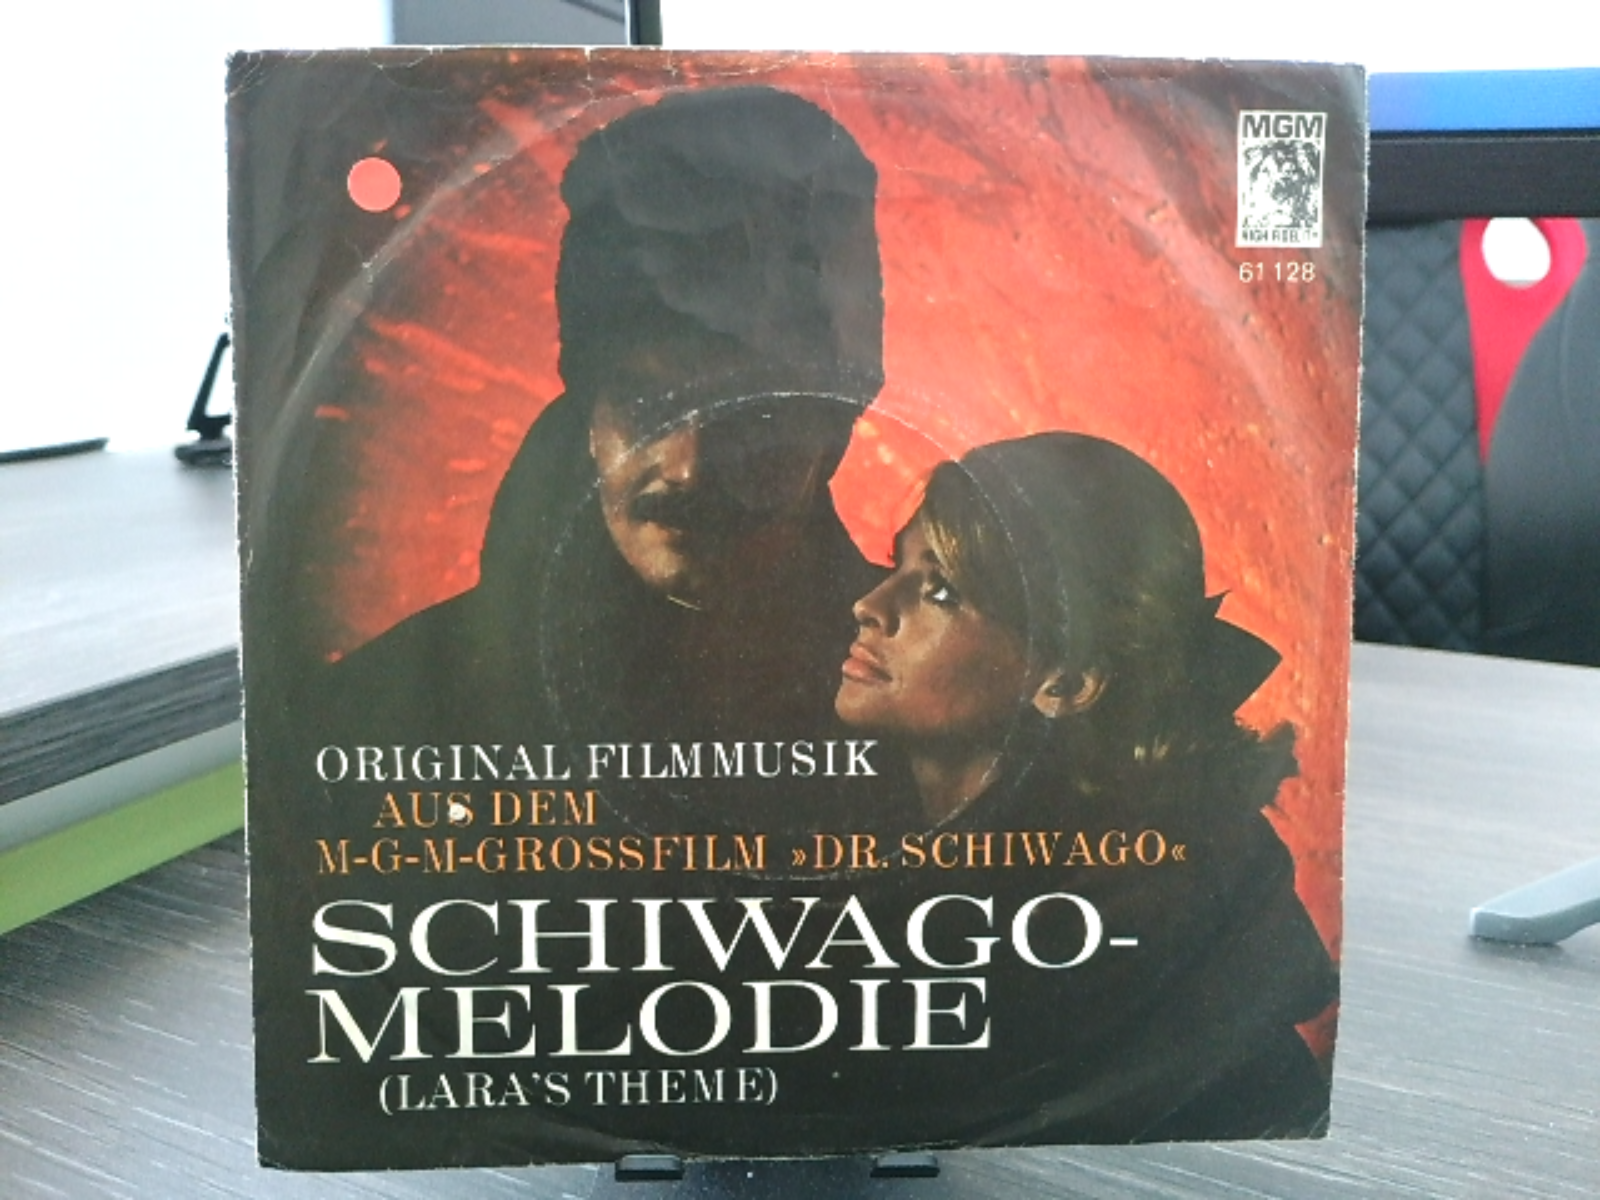 MGM
HIGH FIDELITY
61 128
ORIGINAL FILMMUSIK
AUS DEM
M-G-M-GROSSFILM »DR. SCHIWAGO«
SCHIWAGO-
MELODIE
(LARA'S THEME)